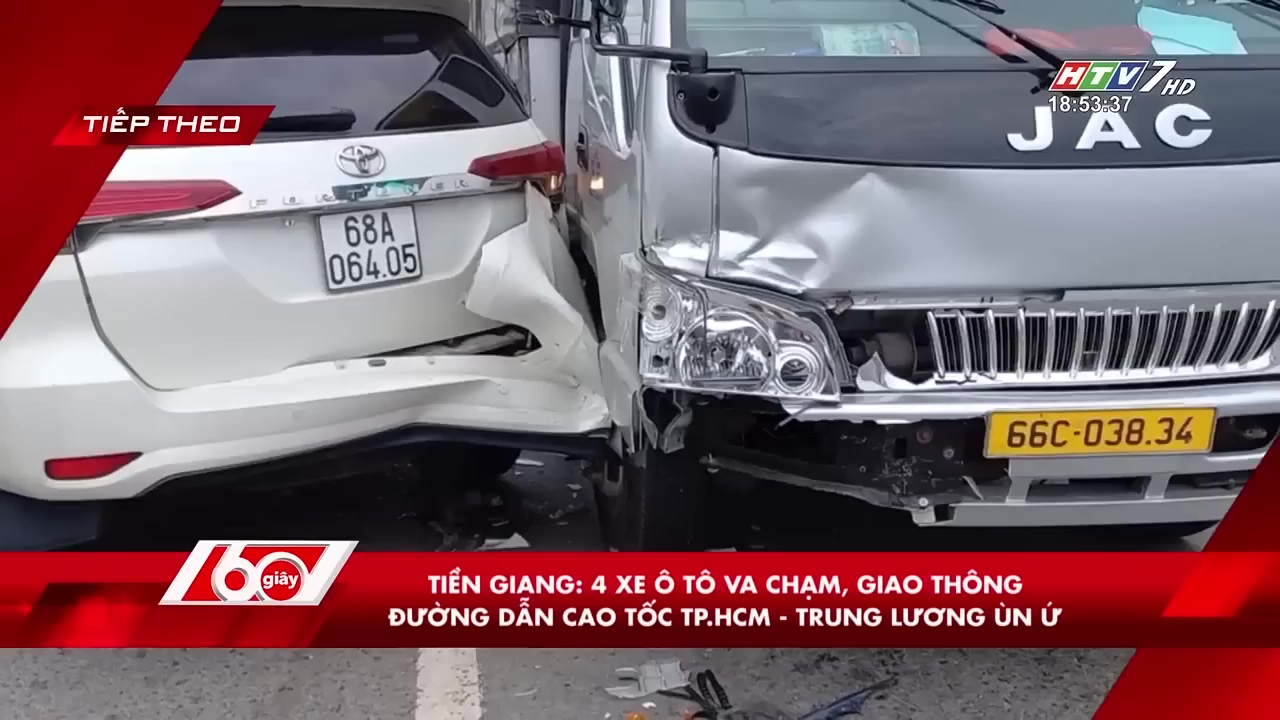 HTV7 HD
18:53:37
TIẾP THEO
JAC
FORTUNER
68A
064.05
66C-038.34
60 giây
TIỀN GIANG: 4 XE Ô TÔ VA CHẠM, GIAO THÔNG
ĐƯỜNG DẪN CAO TỐC TP.HCM - TRUNG LƯƠNG ÙN Ứ